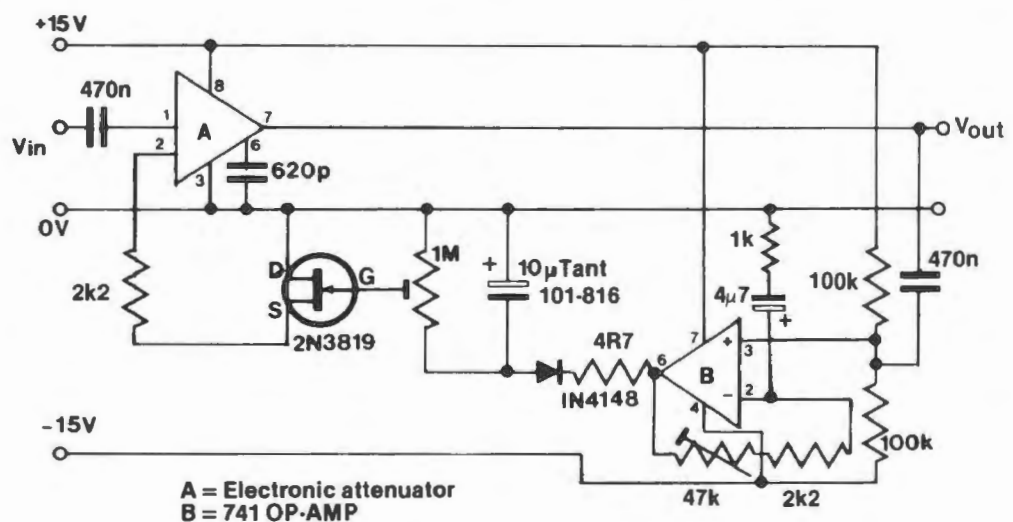 +15V
470n
8
1
A
7
Vin
2
6
Vout
3
620p
0V
1k
470n
D
G
1M
+
10µTant
101-816
100k
2k2
S
4µ7
+
2N3819
4R7
7
+
3
6
B
IN4148
4
−
2
-15V
100k
47k
2k2
A = Electronic attenuator
B = 741 OP-AMP